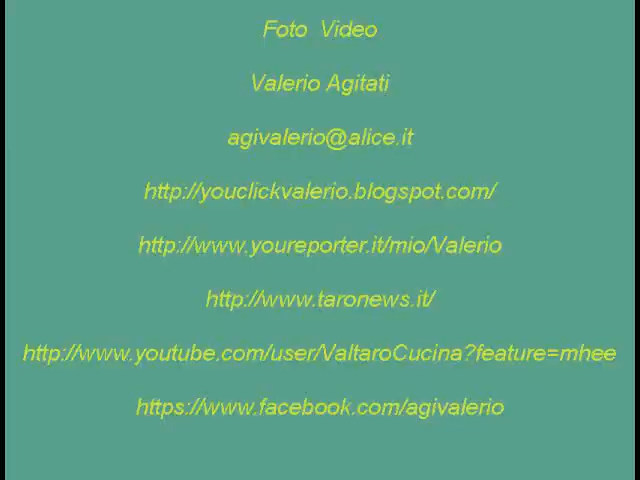 Foto  Video
Valerio Agitati
agivalerio@alice.it
http://youclickvalerio.blogspot.com/
http://www.youreporter.it/mio/Valerio
http://www.taronews.it/
http://www.youtube.com/user/ValtaroCucina?feature=mhee
https://www.facebook.com/agivalerio